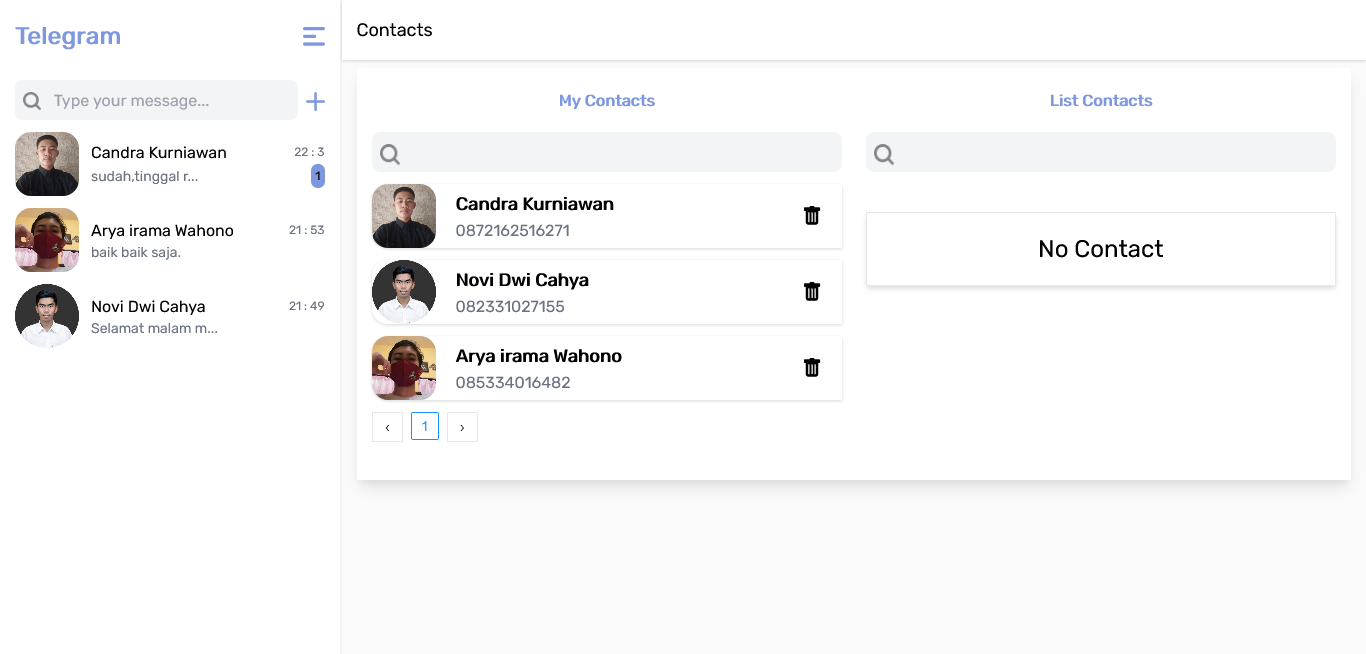 Telegram
Type your message...
Candra Kurniawan
22 : 3
sudah,tinggal r...
1
Arya irama Wahono
21 : 53
baik baik saja.
Novi Dwi Cahya
21 : 49
Selamat malam m...
Contacts
My Contacts
Candra Kurniawan
0872162516271
Novi Dwi Cahya
082331027155
Arya irama Wahono
085334016482
‹ 1 ›
List Contacts
No Contact